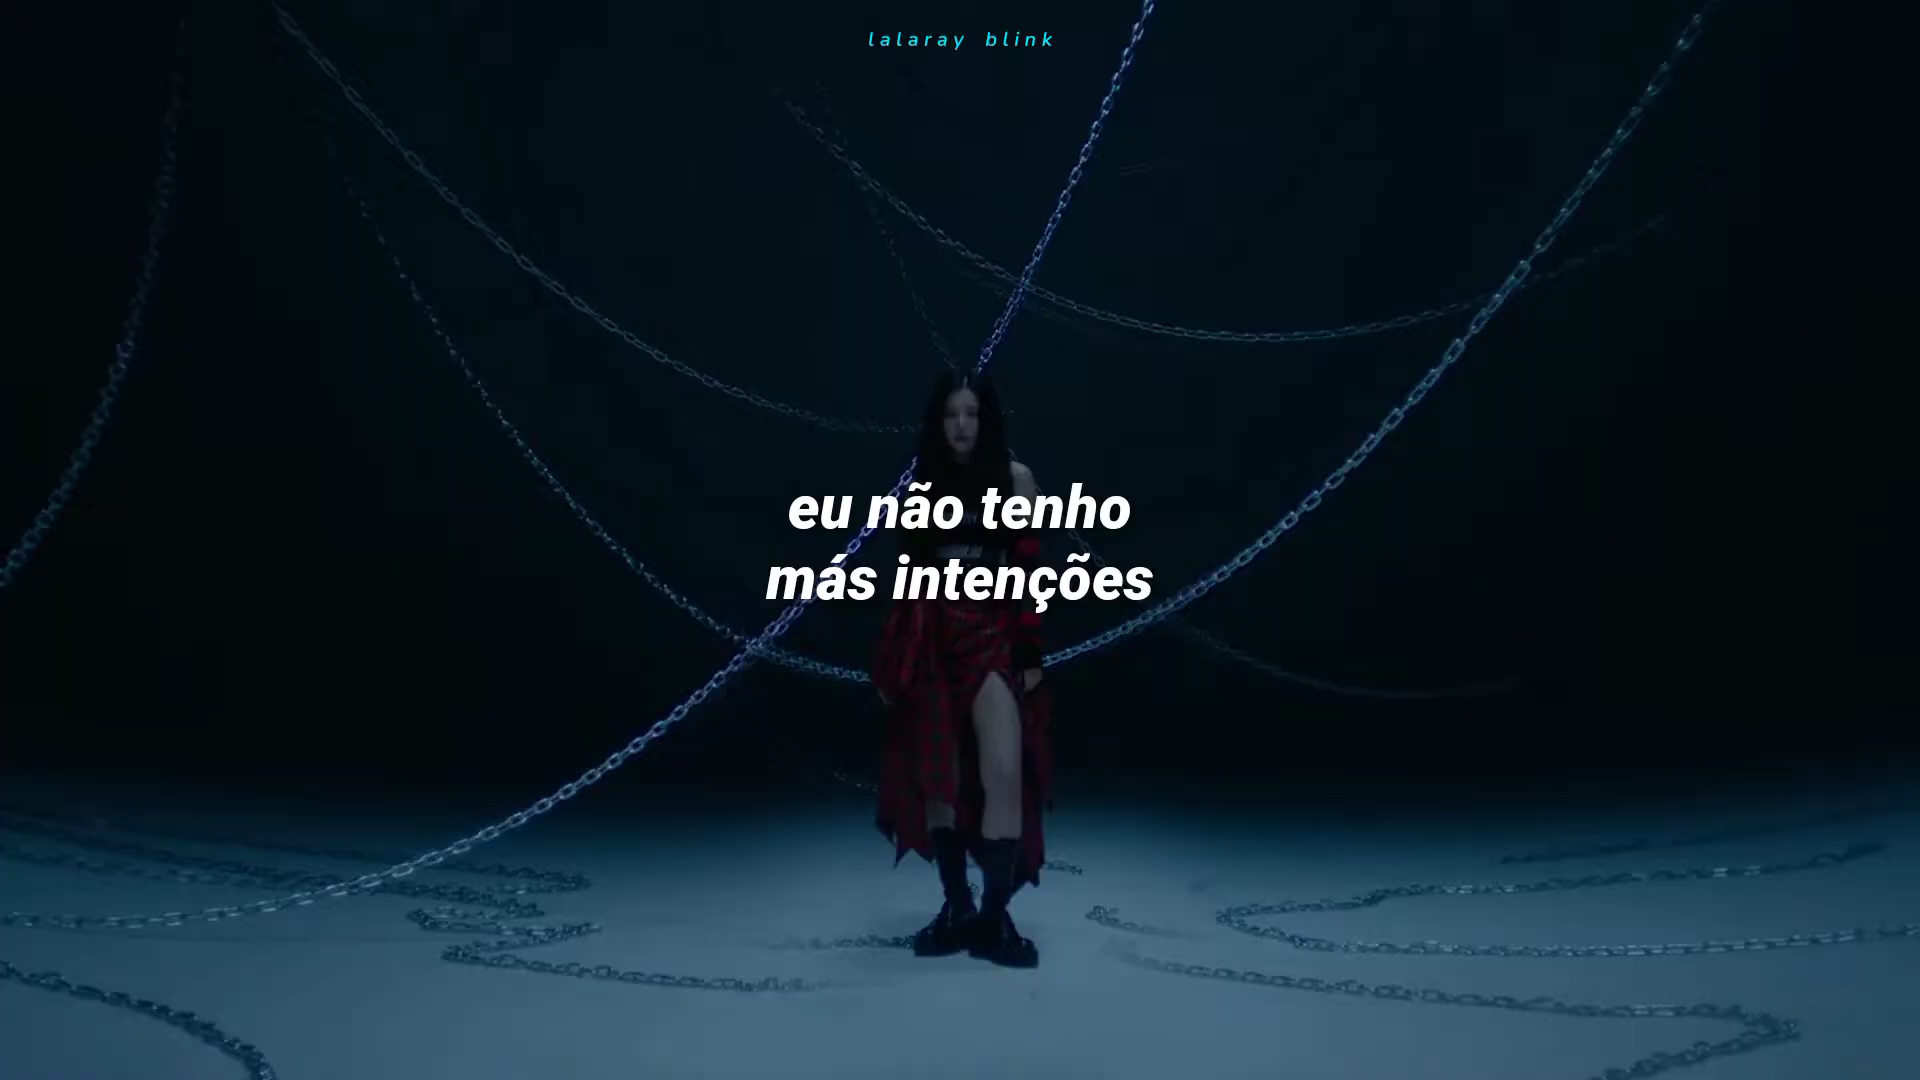 lalaray blink
eu não tenho
más intenções